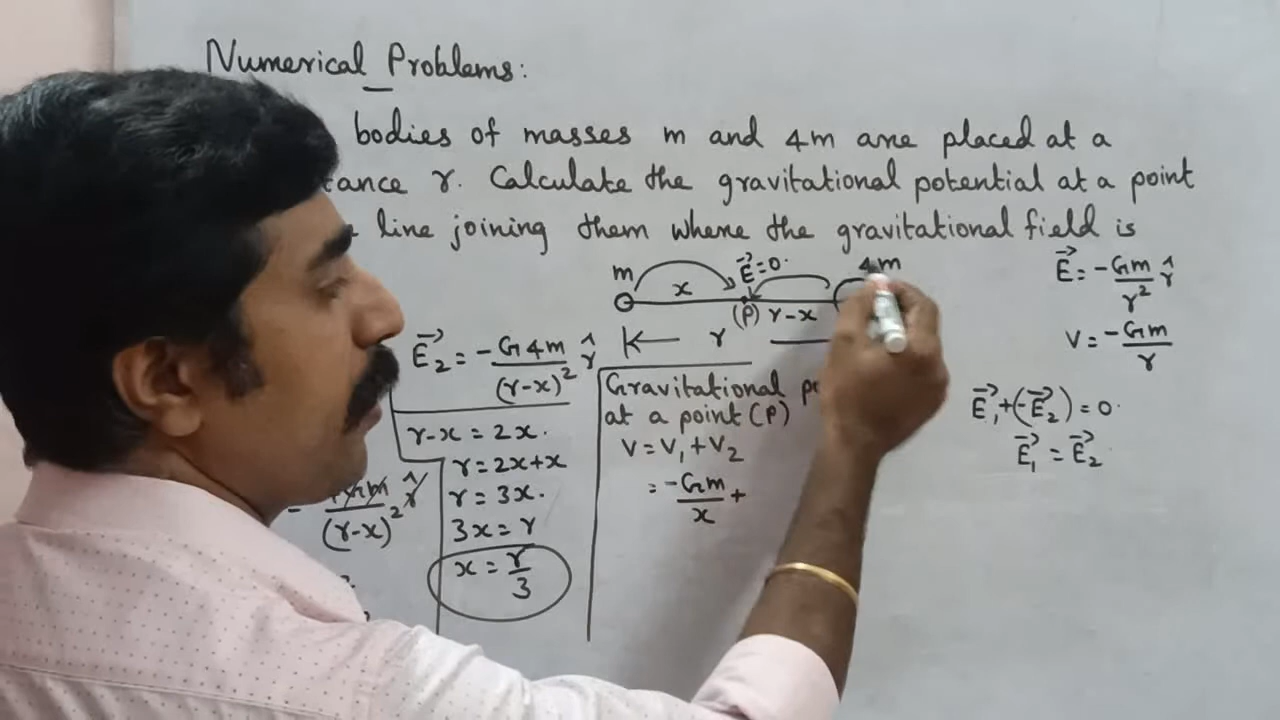 Numerical Problems:
bodies of masses m and 4m are placed at a
tance r. Calculate the gravitational potential at a point
line joining them where the gravitational field is
m x E⃗=0. 4m
(P) r-x
r
E⃗ = -Gm/r² r̂
V = -Gm/r
E⃗₁+(-E⃗₂)=0.
E⃗₁ = E⃗₂
E⃗₂ = -G4m/(r-x)² r̂
(r-x)²
r-x = 2x.
r = 2x+x
r = 3x.
3x = r
x = r/3
Gravitational
at a point (P)
V = V₁ + V₂
= -Gm/x +